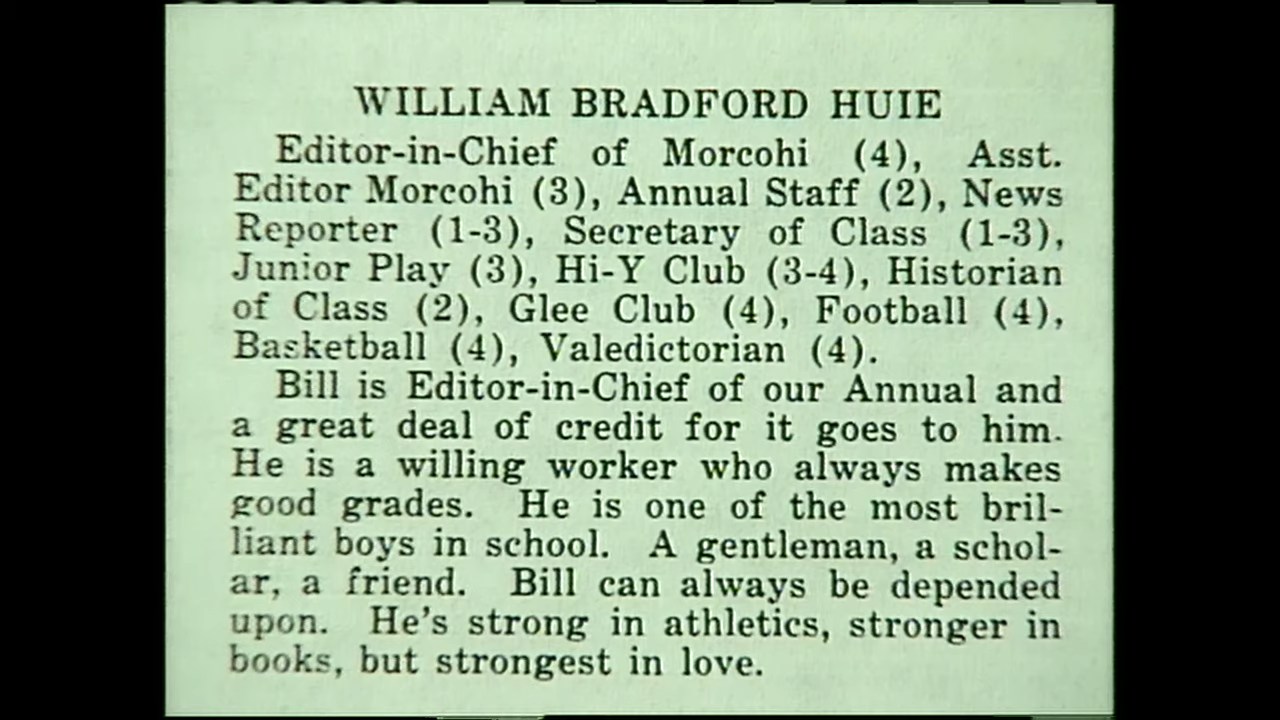 WILLIAM BRADFORD HUIE
Editor-in-Chief of Morcohi (4), Asst.
Editor Morcohi (3), Annual Staff (2), News
Reporter (1-3), Secretary of Class (1-3),
Junior Play (3), Hi-Y Club (3-4), Historian
of Class (2), Glee Club (4), Football (4),
Basketball (4), Valedictorian (4).
Bill is Editor-in-Chief of our Annual and
a great deal of credit for it goes to him.
He is a willing worker who always makes
good grades. He is one of the most bril-
liant boys in school. A gentleman, a schol-
ar, a friend. Bill can always be depended
upon. He's strong in athletics, stronger in
books, but strongest in love.